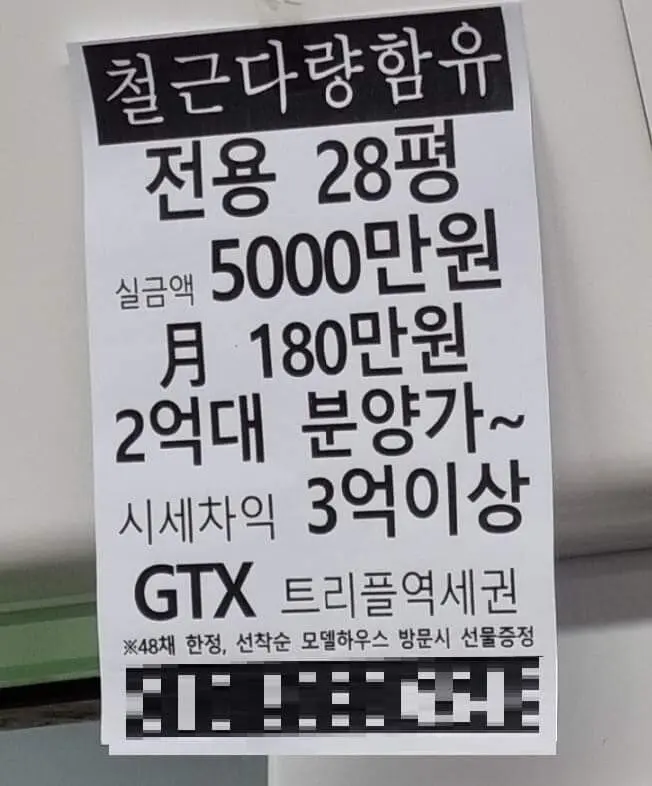 철근다량함유
전용 28평
실금액 5000만원
月 180만원
2억대 분양가~
시세차익 3억이상
GTX 트리플역세권
※48채 한정, 선착순 모델하우스 방문시 선물증정